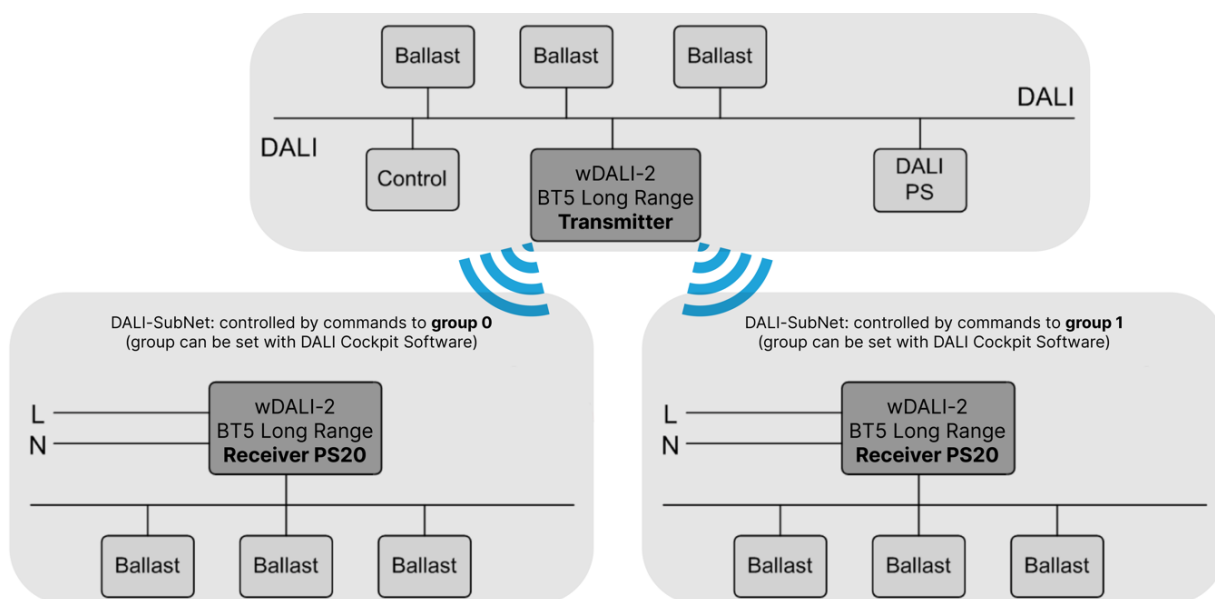 Ballast
Ballast
Ballast
DALI
DALI
Control
wDALI-2
BT5 Long Range
Transmitter
DALI
PS
DALI-SubNet: controlled by commands to group 0
(group can be set with DALI Cockpit Software)
L
N
wDALI-2
BT5 Long Range
Receiver PS20
Ballast
Ballast
Ballast
DALI-SubNet: controlled by commands to group 1
(group can be set with DALI Cockpit Software)
L
N
wDALI-2
BT5 Long Range
Receiver PS20
Ballast
Ballast
Ballast